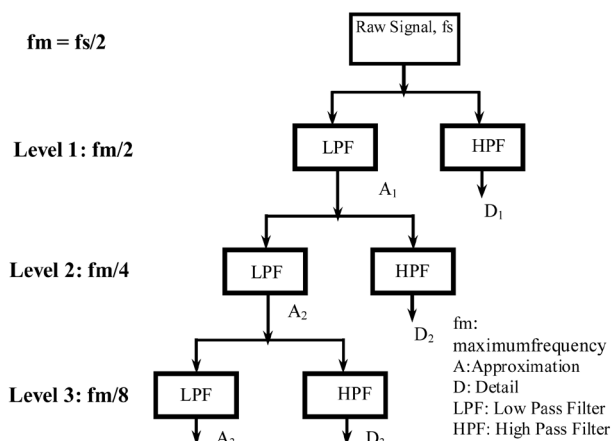 fm = fs/2
Raw Signal, fs
Level 1: fm/2
LPF
HPF
A₁
D₁
Level 2: fm/4
LPF
HPF
A₂
D₂
fm:
maximumfrequency
A:Approximation
D: Detail
LPF: Low Pass Filter
HPF: High Pass Filter
Level 3: fm/8
LPF
HPF
A₃
D₃